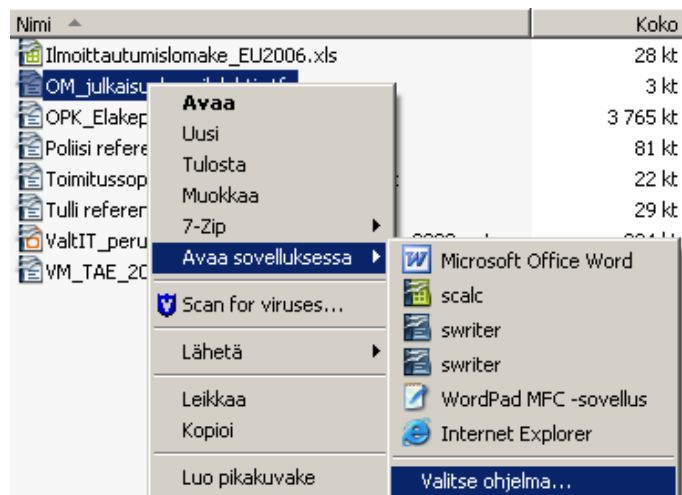 Nimi Koko
Ilmoittautumislomake_EU2006.xls 28 kt
OM_julkaisu 3 kt
OPK_Elakep 3 765 kt
Poliisi refere 81 kt
Toimitussop 22 kt
Tulli referer 29 kt
ValtIT_peru
VM_TAE_20
Avaa
Uusi
Tulosta
Muokkaa
7-Zip
Avaa sovelluksessa
Scan for viruses...
Lähetä
Leikkaa
Kopioi
Luo pikakuvake
Microsoft Office Word
scalc
swriter
swriter
WordPad MFC -sovellus
Internet Explorer
Valitse ohjelma...